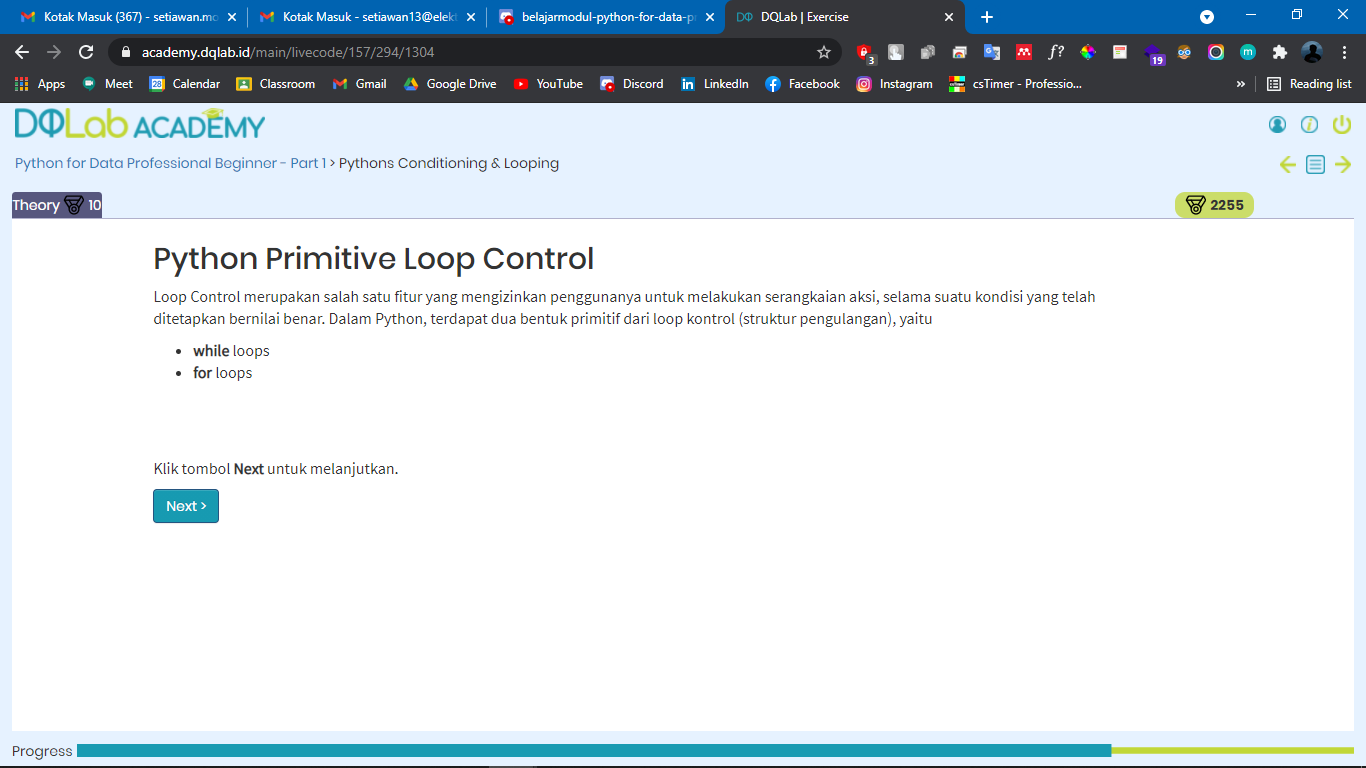 Kotak Masuk (367) - setiawan.mo
Kotak Masuk - setiawan13@elekt
belajarmodul-python-for-data-p
DQLab | Exercise
academy.dqlab.id/main/livecode/157/294/1304
3
f?
19
m
Apps
Meet
28 Calendar
Classroom
Gmail
Google Drive
YouTube
Discord
LinkedIn
Facebook
Instagram
csTimer - Professio...
»
Reading list
DQLab ACADEMY
Python for Data Professional Beginner - Part 1 > Pythons Conditioning & Looping
Theory 10
2255
Python Primitive Loop Control
Loop Control merupakan salah satu fitur yang mengizinkan penggunanya untuk melakukan serangkaian aksi, selama suatu kondisi yang telah
ditetapkan bernilai benar. Dalam Python, terdapat dua bentuk primitif dari loop kontrol (struktur pengulangan), yaitu
• while loops
• for loops
Klik tombol Next untuk melanjutkan.
Next >
Progress